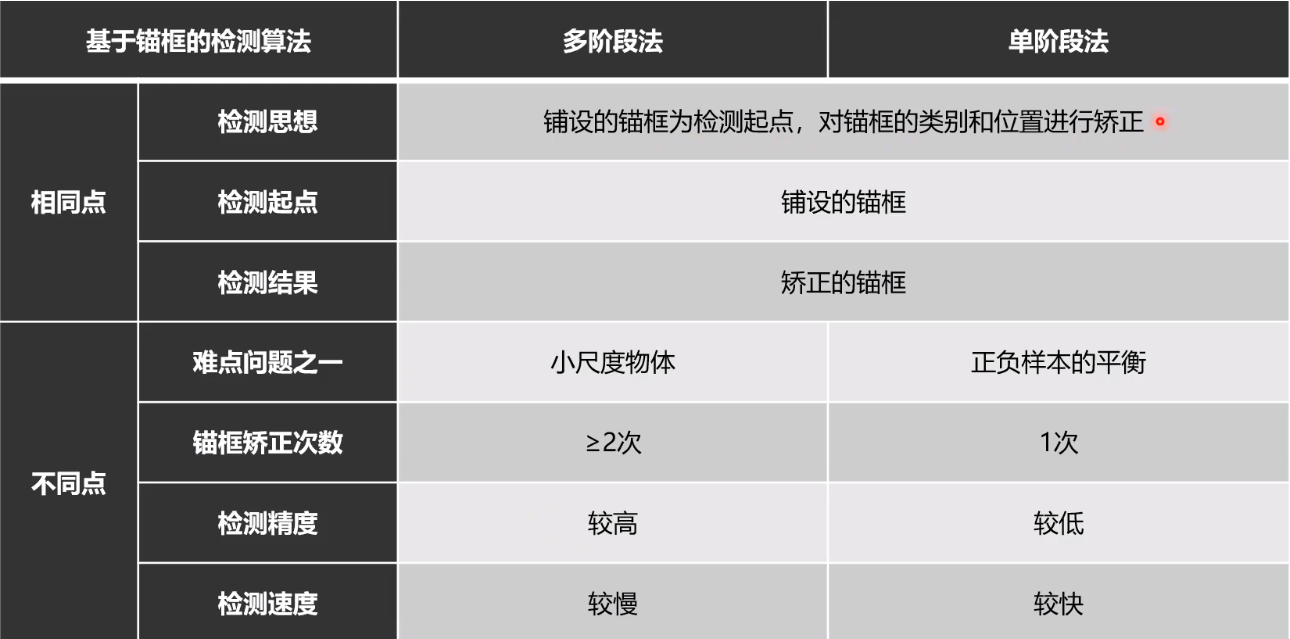 基于锚框的检测算法 多阶段法 单阶段法
相同点
检测思想 铺设的锚框为检测起点，对锚框的类别和位置进行矫正
检测起点 铺设的锚框
检测结果 矫正的锚框
不同点
难点问题之一 小尺度物体 正负样本的平衡
锚框矫正次数 ≥2次 1次
检测精度 较高 较低
检测速度 较慢 较快